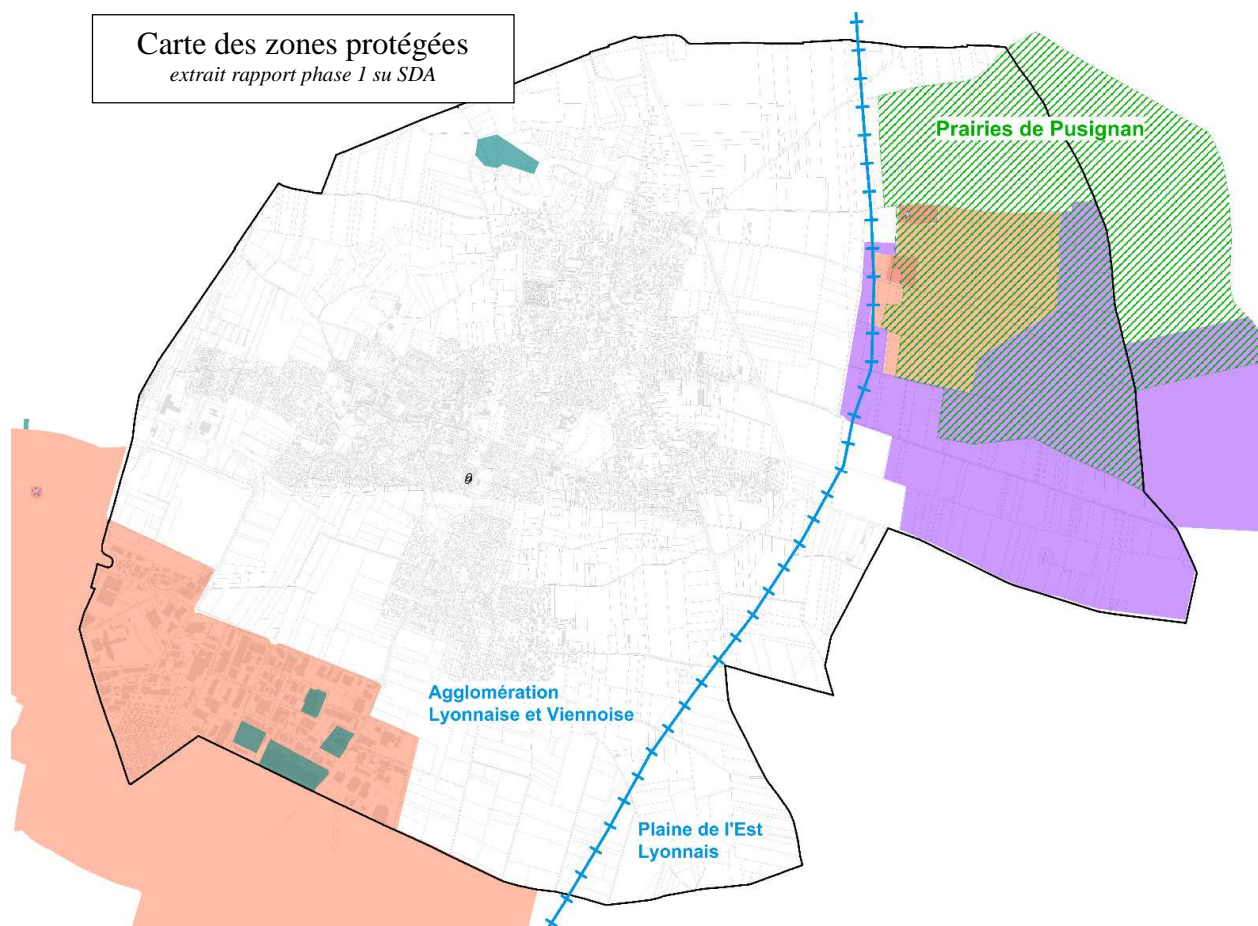 Carte des zones protégées
extrait rapport phase 1 su SDA
Prairies de Pusignan
Agglomération
Lyonnaise et Viennoise
Plaine de l'Est
Lyonnais